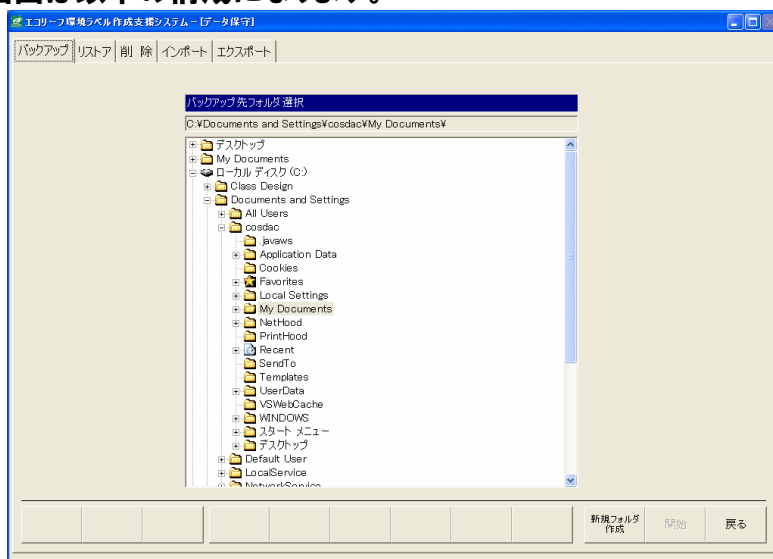 画面は以下の構成になります。
エコリーフ環境ラベル作成支援システム－[データ保守]
バックアップ リストア 削 除 インポート エクスポート
バックアップ先フォルダ選択
C:¥Documents and Settings¥cosdac¥My Documents¥
デスクトップ
My Documents
ローカル ディスク (C:)
Class Design
Documents and Settings
All Users
cosdac
.javaws
Application Data
Cookies
Favorites
Local Settings
My Documents
NetHood
PrintHood
Recent
SendTo
Templates
UserData
VSWebCache
WINDOWS
スタート メニュー
デスクトップ
Default User
LocalService
NetworkService
新規フォルダ
作成
開始
戻る